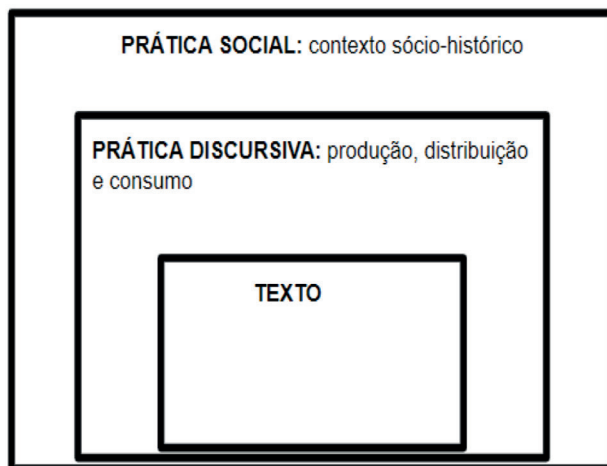 PRÁTICA SOCIAL: contexto sócio-histórico
PRÁTICA DISCURSIVA: produção, distribuição
e consumo
TEXTO